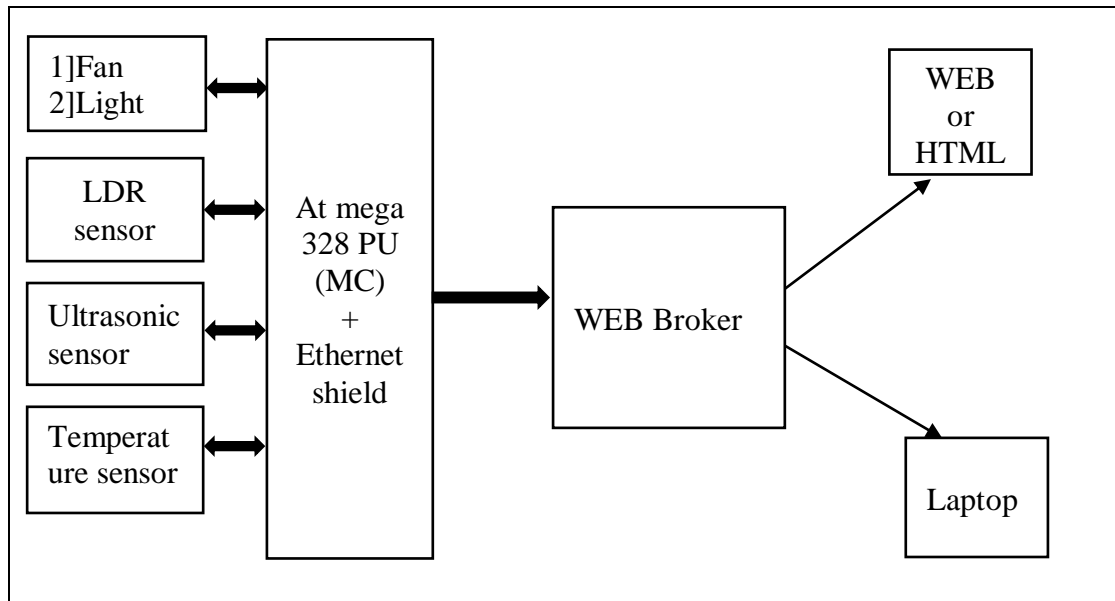 1]Fan
2]Light
LDR
sensor
Ultrasonic
sensor
Temperat
ure sensor
At mega
328 PU
(MC)
+
Ethernet
shield
WEB Broker
WEB
or
HTML
Laptop